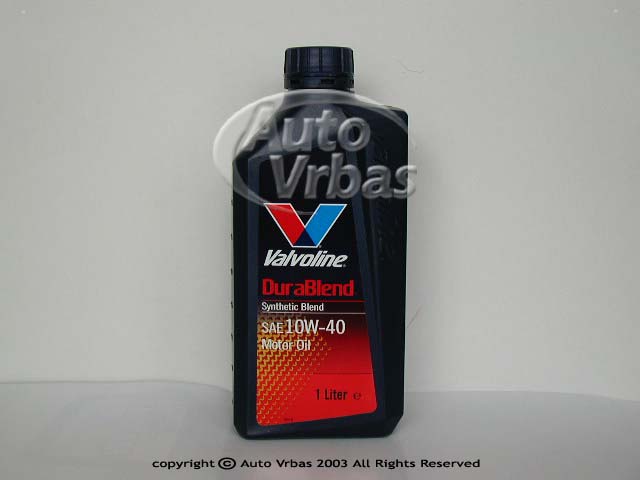 Auto
Vrbas
Valvoline
DuraBlend
Synthetic Blend
SAE 10W-40
Motor Oil
1 Liter e
copyright © Auto Vrbas 2003 All Rights Reserved